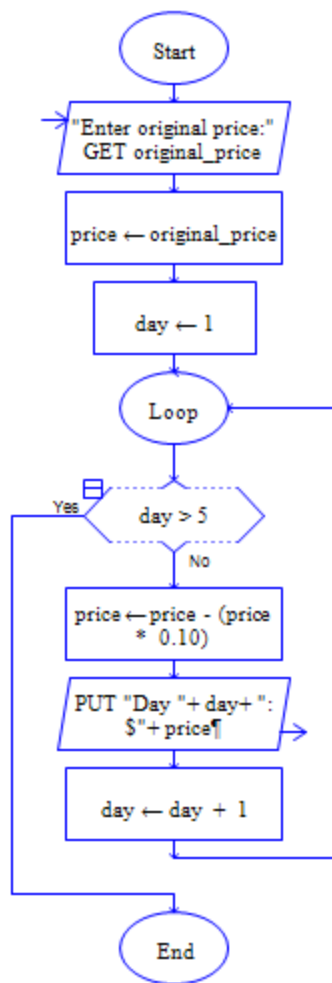 Start
"Enter original price:"
GET original_price
price ← original_price
day ← 1
Loop
Yes
day > 5
No
price ← price - (price
* 0.10)
PUT "Day "+ day+ ":
$"+ price¶
day ← day + 1
End